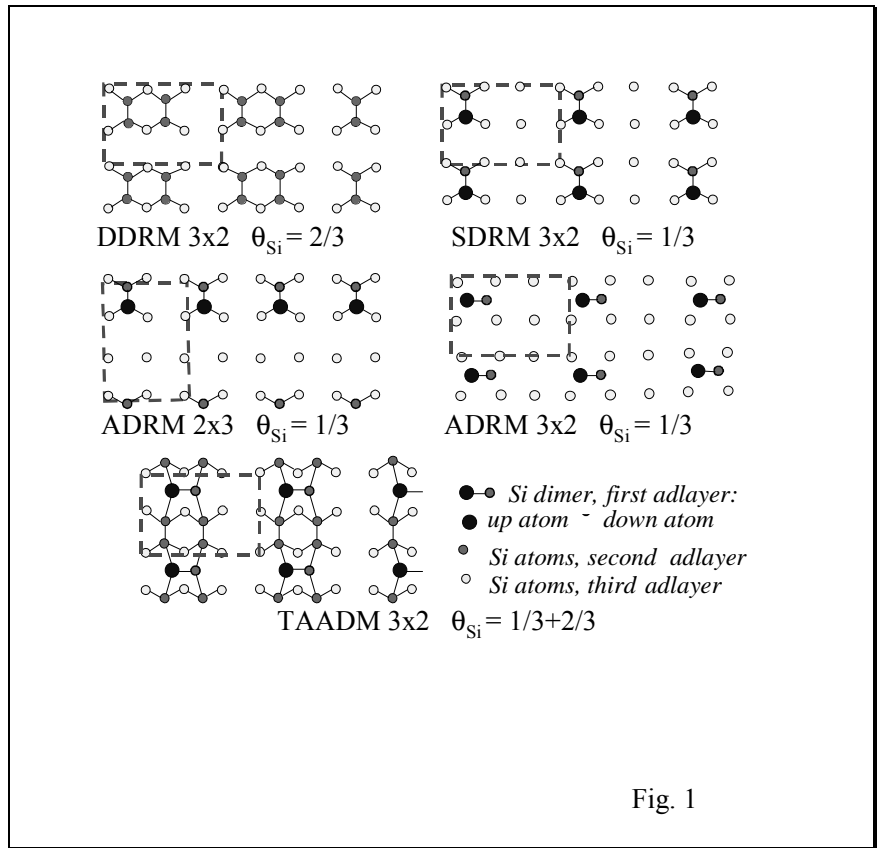 DDRM 3x2 θSi = 2/3
SDRM 3x2 θSi = 1/3
ADRM 2x3 θSi = 1/3
ADRM 3x2 θSi = 1/3
Si dimer, first adlayer:
up atom ˜ down atom
Si atoms, second adlayer
Si atoms, third adlayer
TAADM 3x2 θSi = 1/3+2/3
Fig. 1